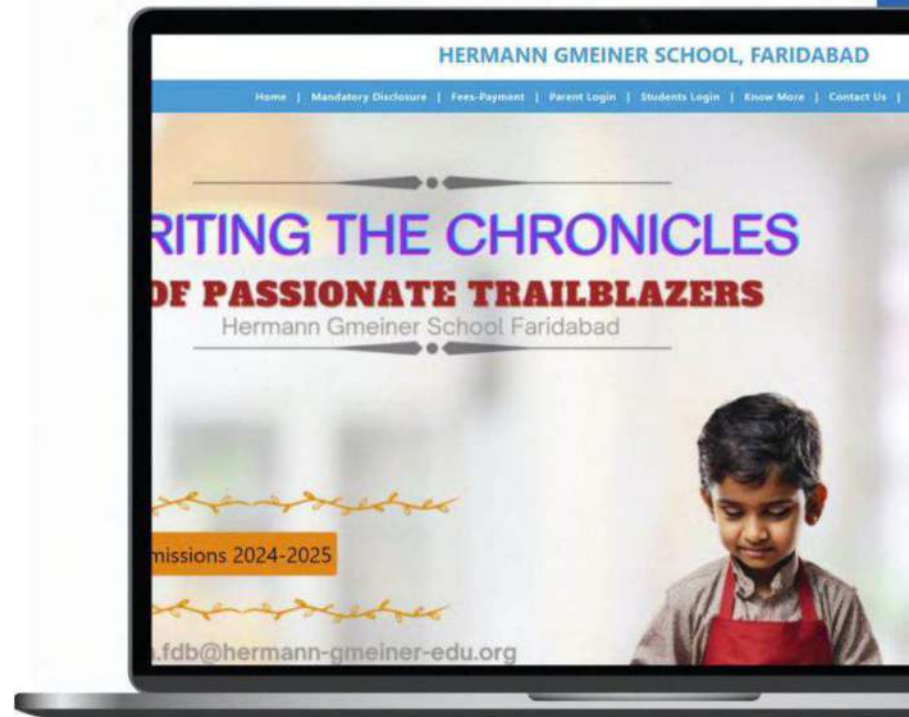 HERMANN GMEINER SCHOOL, FARIDABAD
Home | Mandatory Disclosure | Fees-Payment | Parent Login | Students Login | Know More | Contact Us |
RITING THE CHRONICLES
OF PASSIONATE TRAILBLAZERS
Hermann Gmeiner School Faridabad
missions 2024-2025
.fdb@hermann-gmeiner-edu.org